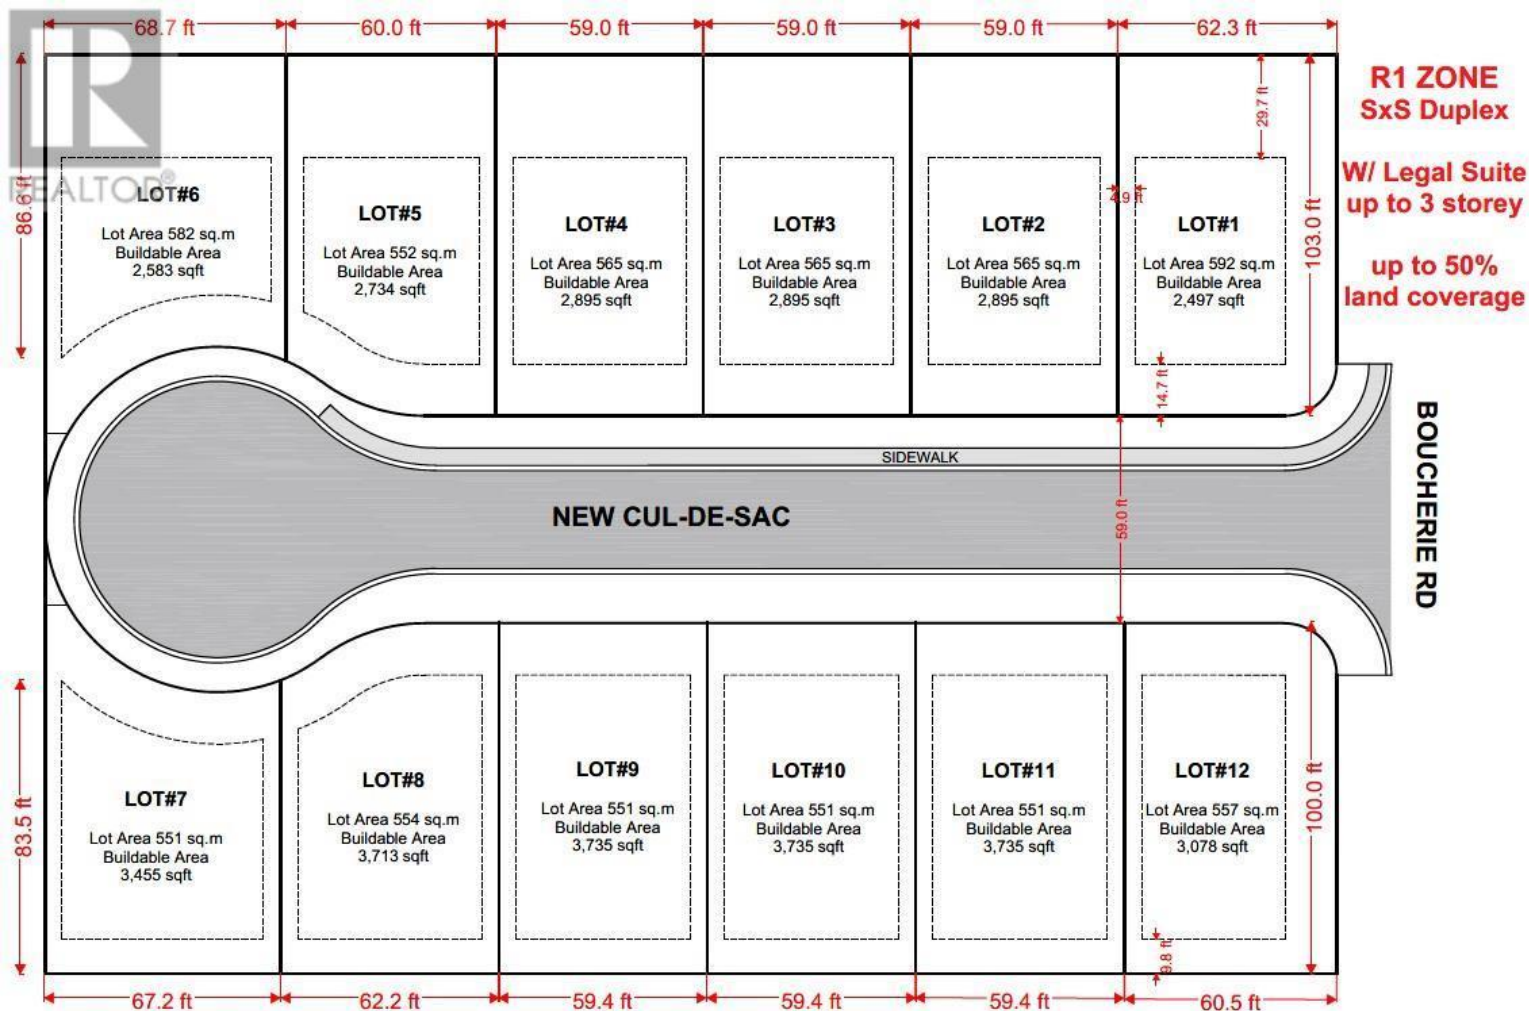 68.7 ft 60.0 ft 59.0 ft 59.0 ft 59.0 ft 62.3 ft
R1 ZONE
SxS Duplex
W/ Legal Suite
up to 3 storey
up to 50%
land coverage
REALTOR®
86.6 ft
LOT#6
Lot Area 582 sq.m
Buildable Area
2,583 sqft
LOT#5
Lot Area 552 sq.m
Buildable Area
2,734 sqft
LOT#4
Lot Area 565 sq.m
Buildable Area
2,895 sqft
LOT#3
Lot Area 565 sq.m
Buildable Area
2,895 sqft
LOT#2
Lot Area 565 sq.m
Buildable Area
2,895 sqft
LOT#1
Lot Area 592 sq.m
Buildable Area
2,497 sqft
29.7 ft
4.9 ft
103.0 ft
14.7 ft
SIDEWALK
NEW CUL-DE-SAC
59.0 ft
BOUCHERIE RD
83.5 ft
LOT#7
Lot Area 551 sq.m
Buildable Area
3,455 sqft
LOT#8
Lot Area 554 sq.m
Buildable Area
3,713 sqft
LOT#9
Lot Area 551 sq.m
Buildable Area
3,735 sqft
LOT#10
Lot Area 551 sq.m
Buildable Area
3,735 sqft
LOT#11
Lot Area 551 sq.m
Buildable Area
3,735 sqft
LOT#12
Lot Area 557 sq.m
Buildable Area
3,078 sqft
100.0 ft
9.8 ft
67.2 ft 62.2 ft 59.4 ft 59.4 ft 59.4 ft 60.5 ft